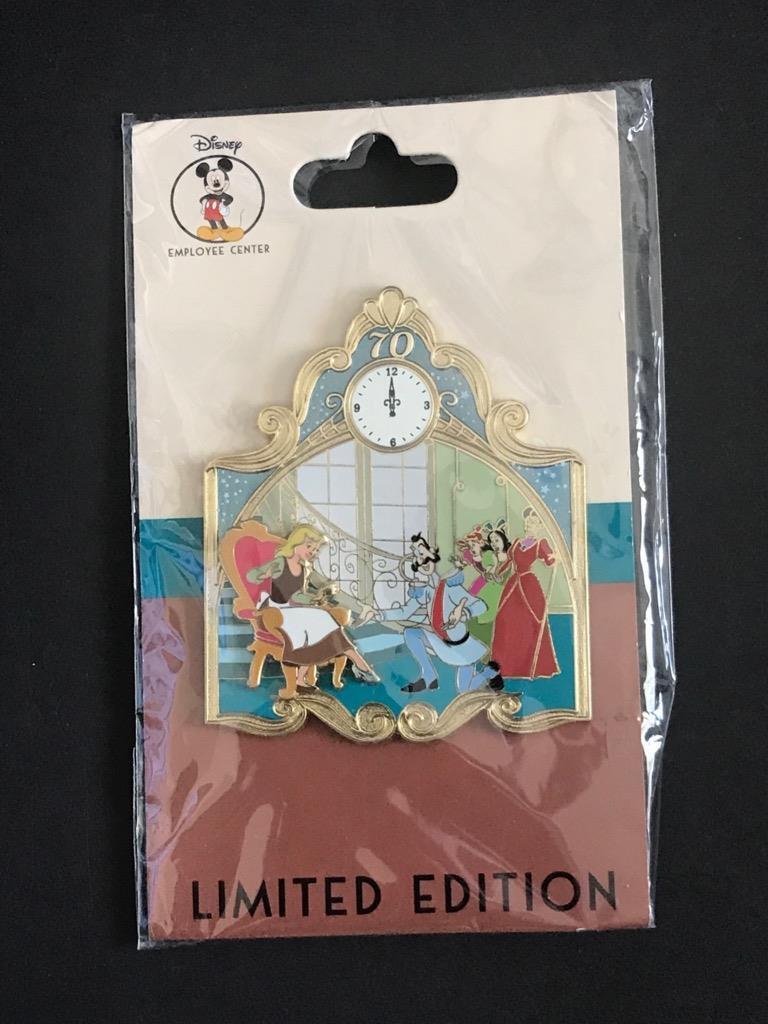 Disney
EMPLOYEE CENTER
70
12
9 3
6
LIMITED EDITION